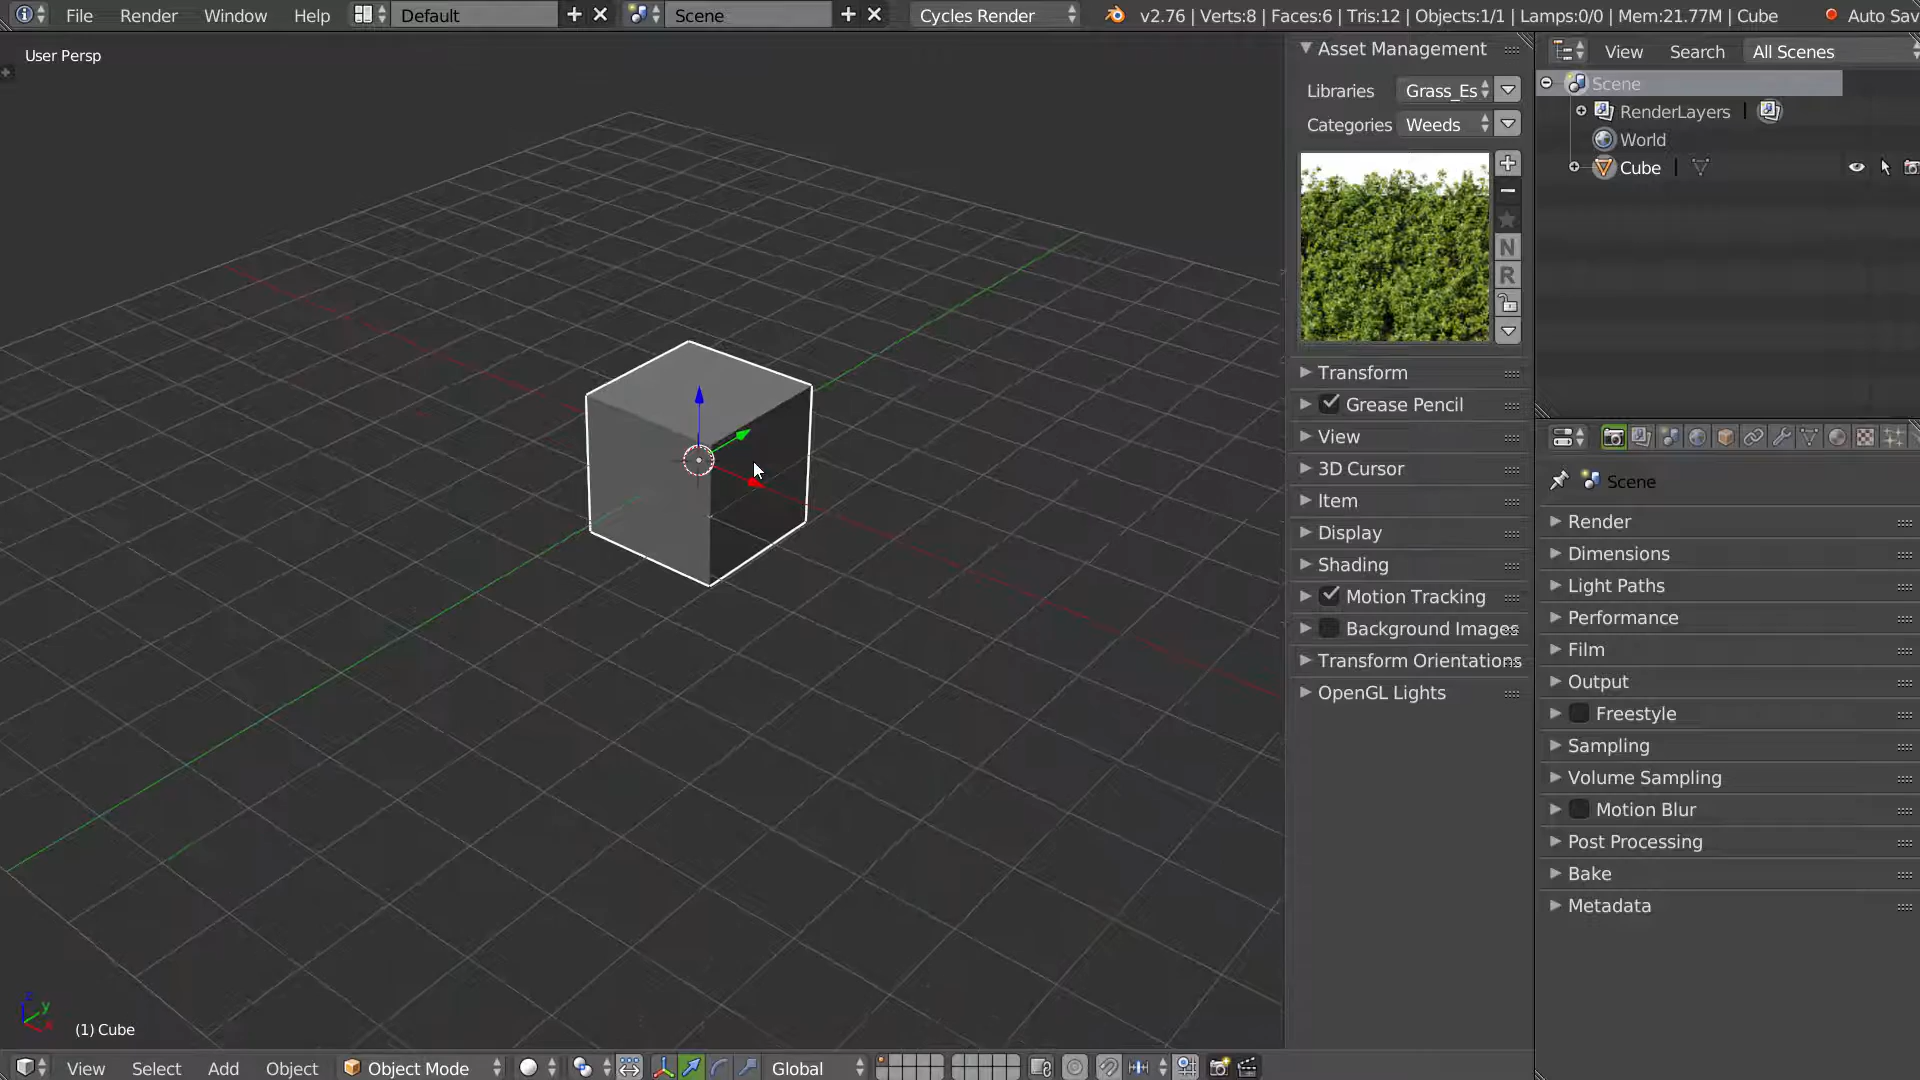 File Render Window Help Default Scene Cycles Render v2.76 | Verts:8 | Faces:6 | Tris:12 | Objects:1/1 | Lamps:0/0 | Mem:21.77M | Cube Auto Sav
User Persp
Asset Management
Libraries Grass_Es
Categories Weeds
N
R
Transform
Grease Pencil
View
3D Cursor
Item
Display
Shading
Motion Tracking
Background Images
Transform Orientations
OpenGL Lights
View Search All Scenes
Scene
RenderLayers
World
Cube
Scene
Render
Dimensions
Light Paths
Performance
Film
Output
Freestyle
Sampling
Volume Sampling
Motion Blur
Post Processing
Bake
Metadata
z
y
x
(1) Cube
View Select Add Object Object Mode Global